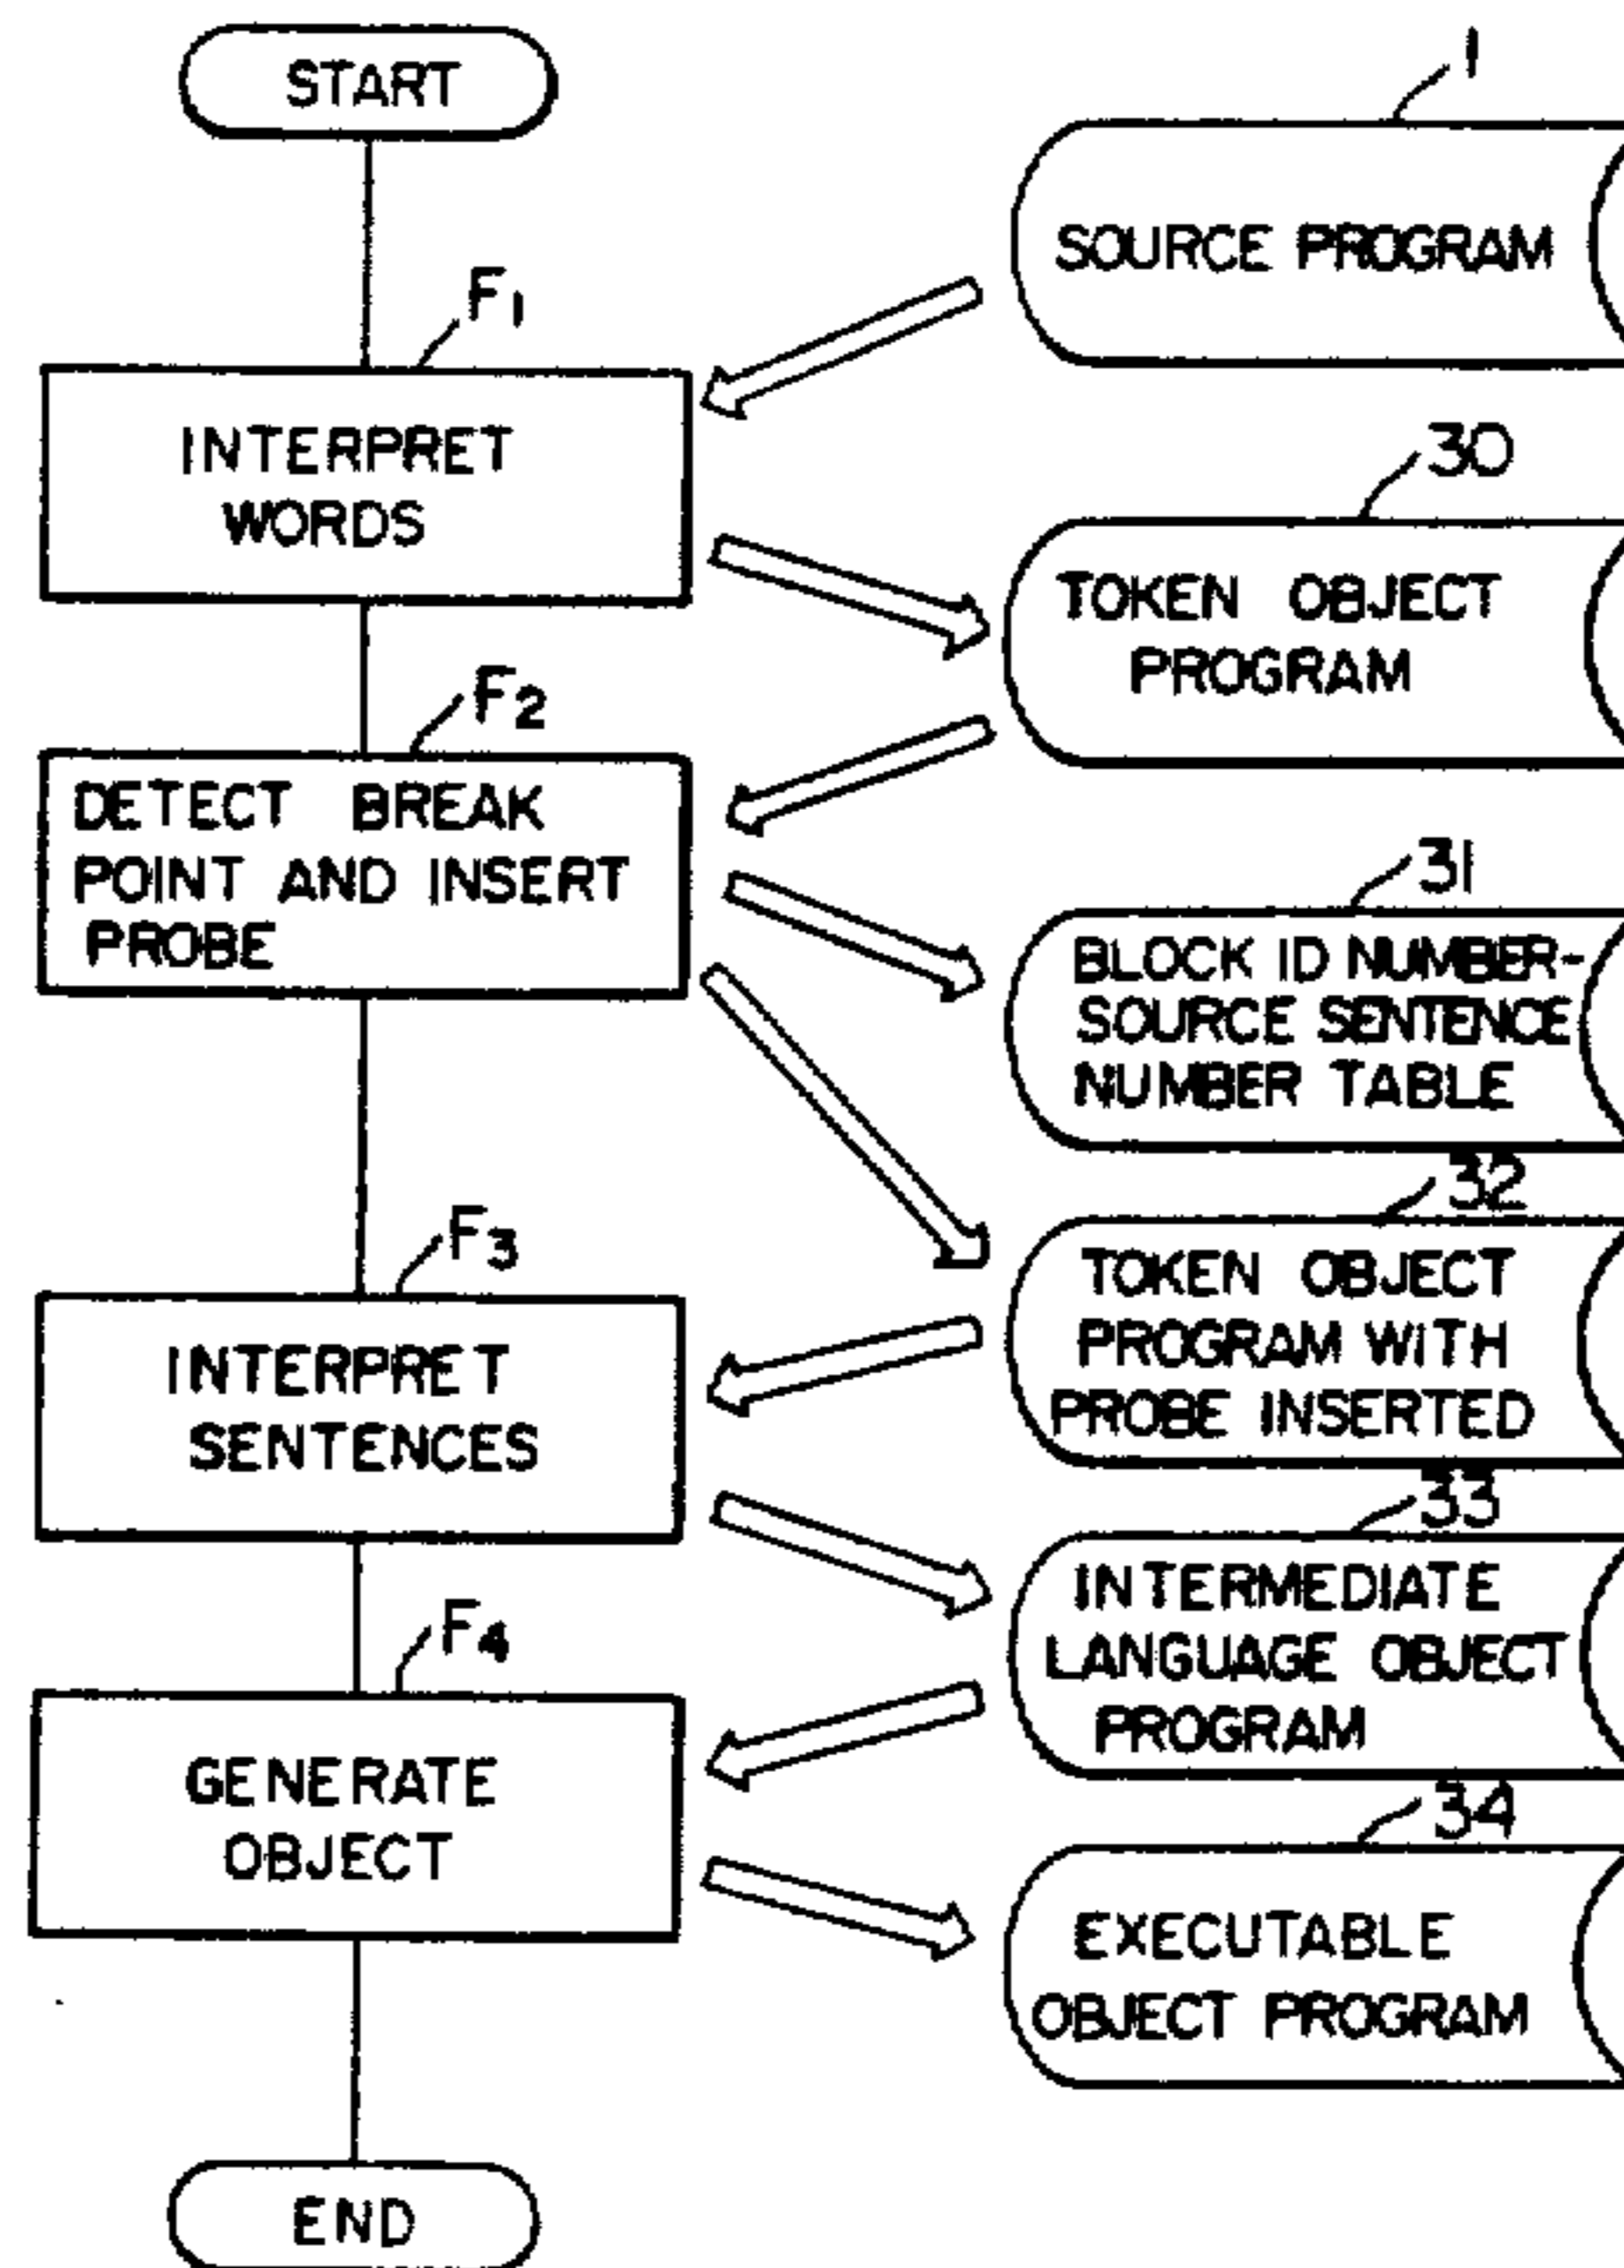 START
1
SOURCE PROGRAM
F1
INTERPRET
WORDS
30
TOKEN OBJECT
PROGRAM
F2
DETECT BREAK
POINT AND INSERT
PROBE
31
BLOCK ID NUMBER-
SOURCE SENTENCE
NUMBER TABLE
32
TOKEN OBJECT
PROGRAM WITH
PROBE INSERTED
F3
INTERPRET
SENTENCES
33
INTERMEDIATE
LANGUAGE OBJECT
PROGRAM
F4
GENERATE
OBJECT
34
EXECUTABLE
OBJECT PROGRAM
END